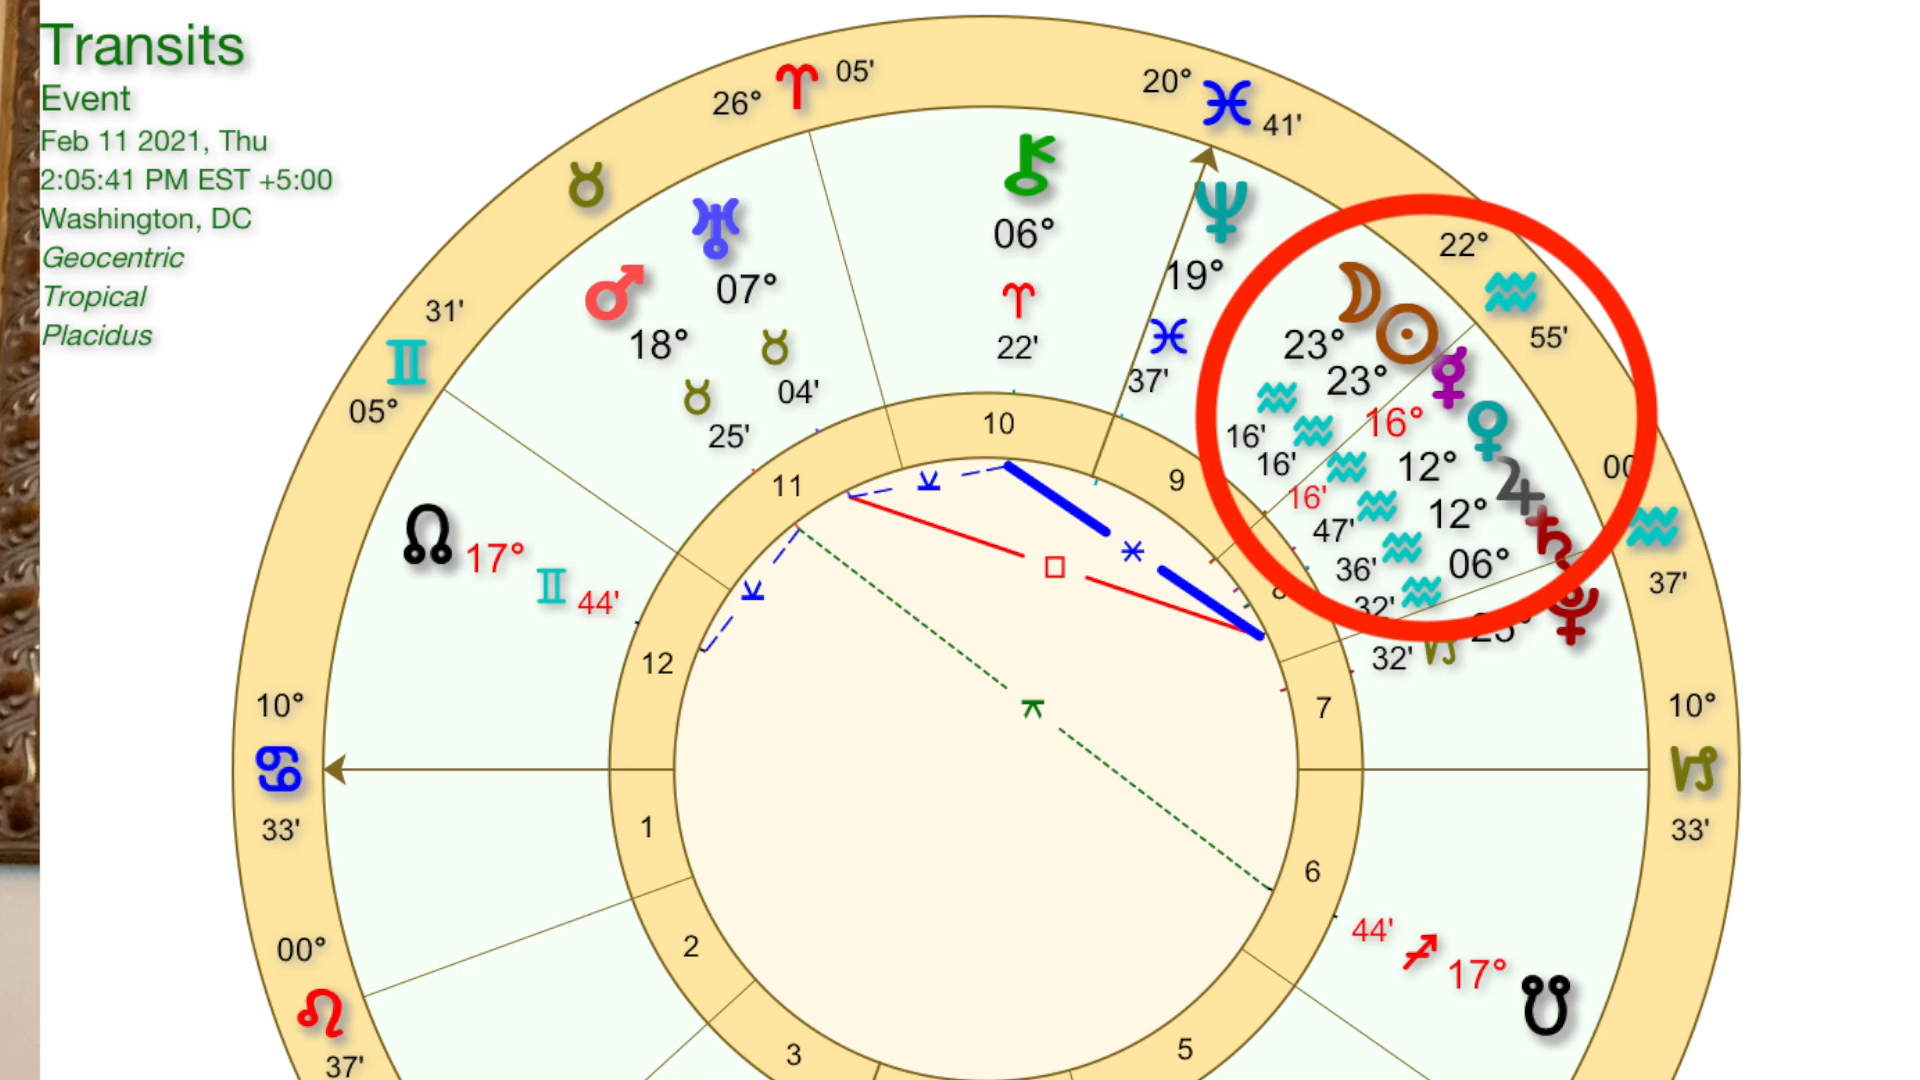 Transits
Event
Feb 11 2021, Thu
2:05:41 PM EST +5:00
Washington, DC
Geocentric
Tropical
Placidus
26° ♈ 05'
20° ♓ 41'
22° ♒ 55'
♒ 37'
10° ♑ 33'
♉
31' ♊ 05°
10° ♋ 33'
00° ♌ 37'
♂ 18° ♉ 25'
♅ 07° ♉ 04'
⚷ 06° ♈ 22'
♆ 19° ♓ 37'
☽ 23° ♒ 16'
☉ 23° ♒ 16'
☿ 16° ♒ 16'
♀ 12° ♒ 47'
♃ 12° ♒ 36'
♄ 06° ♒ 32'
♇ ♑ 32'
☊ 17° ♊ 44'
☋ 17° ♐ 44'
10
11
9
12
8
7
1
6
2
3
5